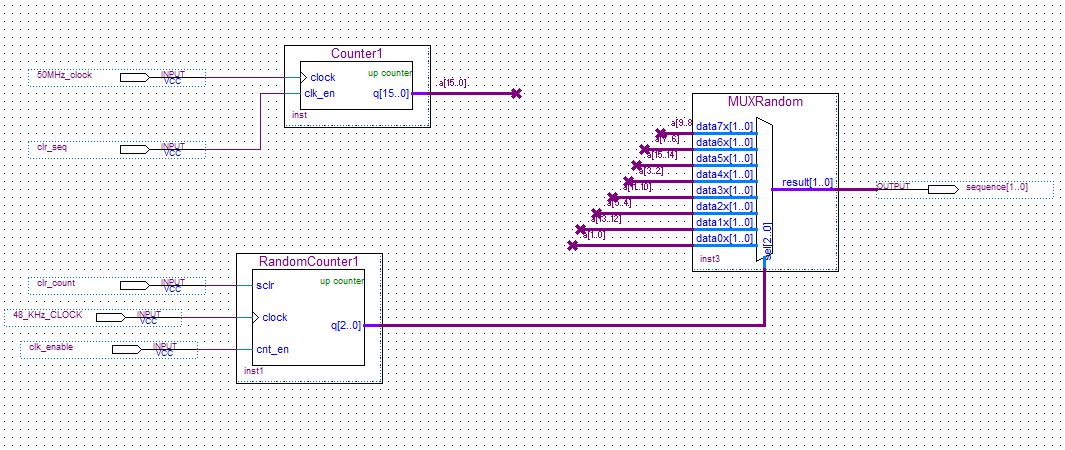 Counter1
50MHz_clock
INPUT
VCC
clock
up counter
clk_en
q[15..0]
a[15..0]
inst
clr_seq
INPUT
VCC
MUXRandom
a[9..8
data7x[1..0]
data6x[1..0]
a[15..14]
data5x[1..0]
a[3..2]
data4x[1..0]
a[11..10]
data3x[1..0]
data2x[1..0]
a[13..12]
data1x[1..0]
a[1..0]
data0x[1..0]
sel[2..0]
result[1..0]
inst3
OUTPUT
sequence[1..0]
RandomCounter1
clr_count
INPUT
VCC
sclr
up counter
48_KHz_CLOCK
INPUT
VCC
clock
q[2..0]
clk_enable
INPUT
VCC
cnt_en
inst1